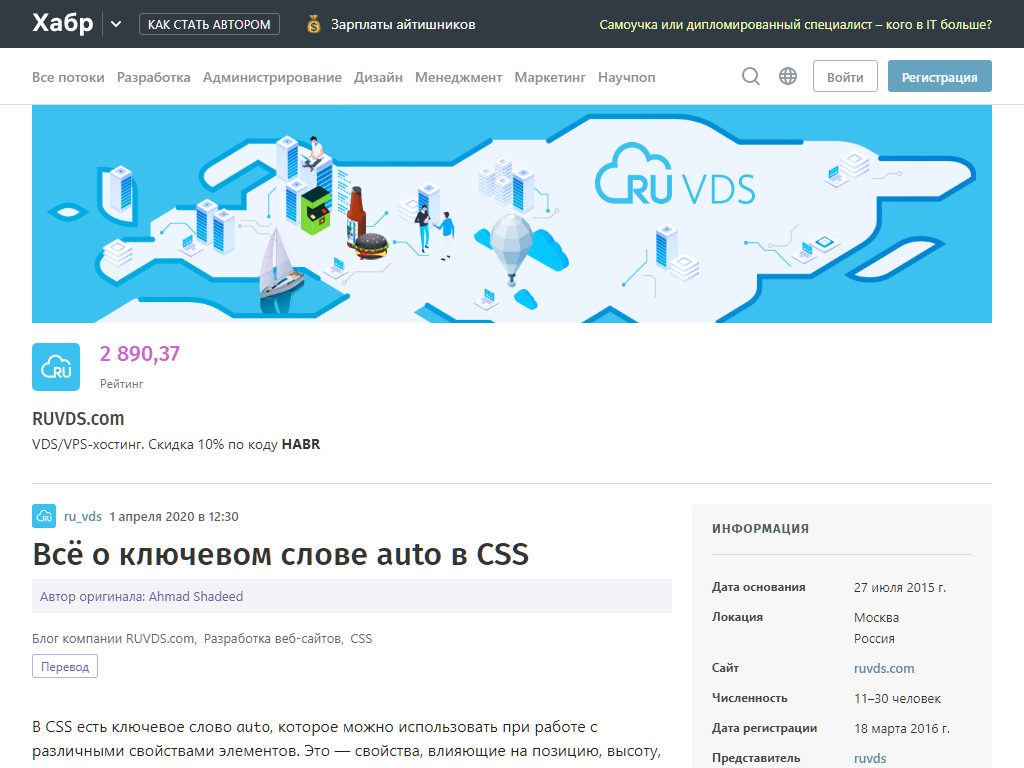 Хабр
КАК СТАТЬ АВТОРОМ
Зарплаты айтишников
Самоучка или дипломированный специалист – кого в IT больше?
Все потоки Разработка Администрирование Дизайн Менеджмент Маркетинг Научпоп
Войти
Регистрация
RU VDS
RU
2 890,37
Рейтинг
RUVDS.com
VDS/VPS-хостинг. Скидка 10% по коду HABR
RU
ru_vds 1 апреля 2020 в 12:30
Всё о ключевом слове auto в CSS
Автор оригинала: Ahmad Shadeed
Блог компании RUVDS.com, Разработка веб-сайтов, CSS
Перевод
В CSS есть ключевое слово auto, которое можно использовать при работе с
различными свойствами элементов. Это — свойства, влияющие на позицию, высоту,
ИНФОРМАЦИЯ
Дата основания 27 июля 2015 г.
Локация Москва
Россия
Сайт ruvds.com
Численность 11–30 человек
Дата регистрации 18 марта 2016 г.
Представитель ruvds